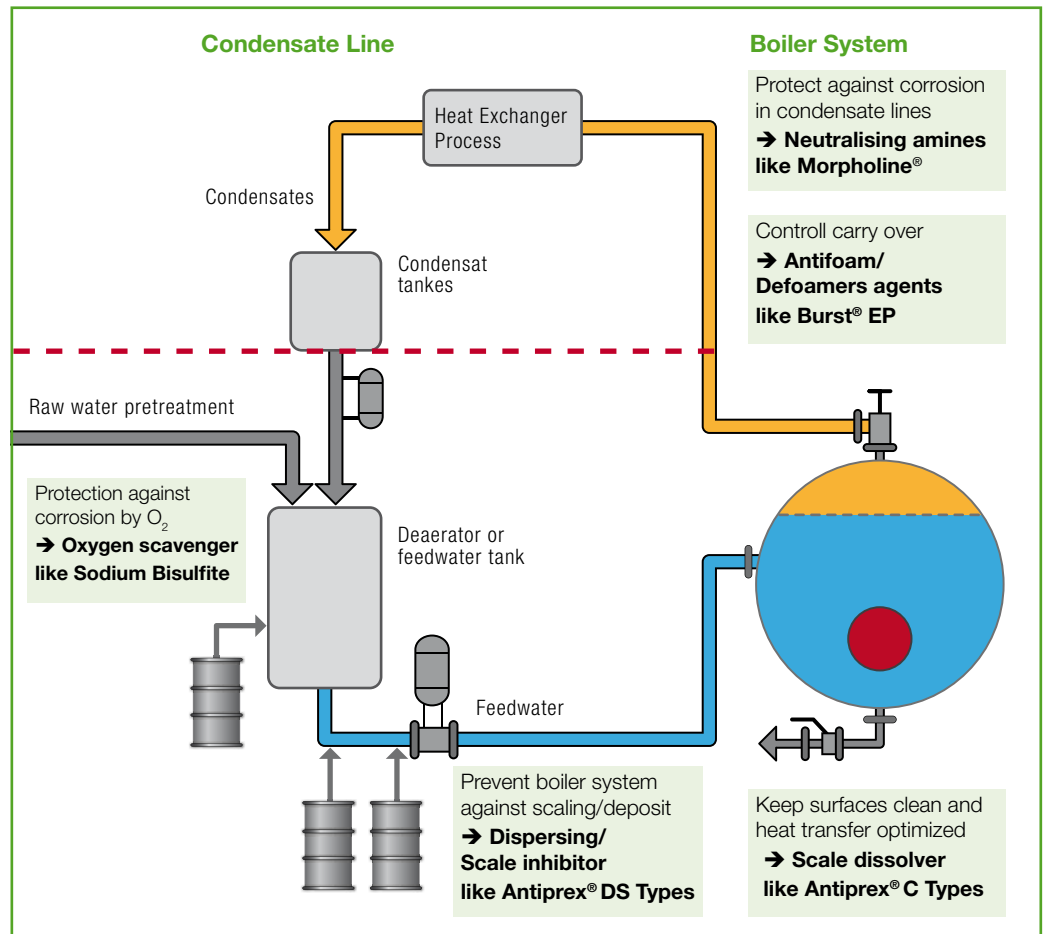 Condensate Line
Boiler System
Protect against corrosion
in condensate lines
➔ Neutralising amines
like Morpholine®
Heat Exchanger
Process
Condensates
Controll carry over
➔ Antifoam/
Defoamers agents
like Burst® EP
Condensat
tankes
Raw water pretreatment
Protection against
corrosion by O₂
➔ Oxygen scavenger
like Sodium Bisulfite
Deaerator or
feedwater tank
Feedwater
Prevent boiler system
against scaling/deposit
➔ Dispersing/
Scale inhibitor
like Antiprex® DS Types
Keep surfaces clean and
heat transfer optimized
➔ Scale dissolver
like Antiprex® C Types